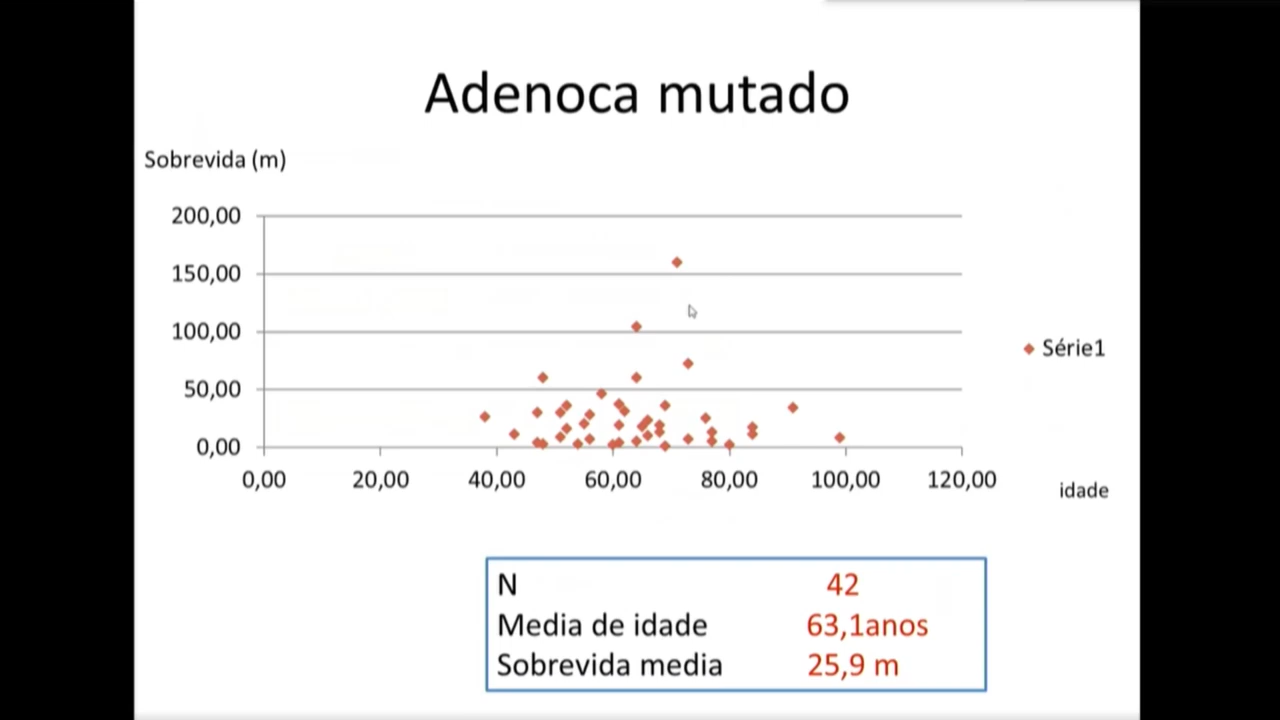 Adenoca mutado
Sobrevida (m)
200,00
150,00
100,00
50,00
0,00
0,00 20,00 40,00 60,00 80,00 100,00 120,00
idade
Série1
N 42
Media de idade 63,1anos
Sobrevida media 25,9 m